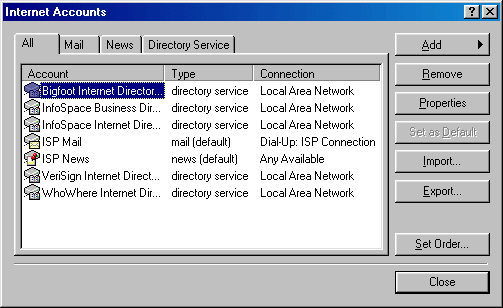 Internet Accounts
All Mail News Directory Service
Account Type Connection
Bigfoot Internet Director... directory service Local Area Network
InfoSpace Business Dir... directory service Local Area Network
InfoSpace Internet Dire... directory service Local Area Network
ISP Mail mail (default) Dial-Up: ISP Connection
ISP News news (default) Any Available
VeriSign Internet Direct... directory service Local Area Network
WhoWhere Internet Dir... directory service Local Area Network
Add
Remove
Properties
Set as Default
Import...
Export...
Set Order...
Close